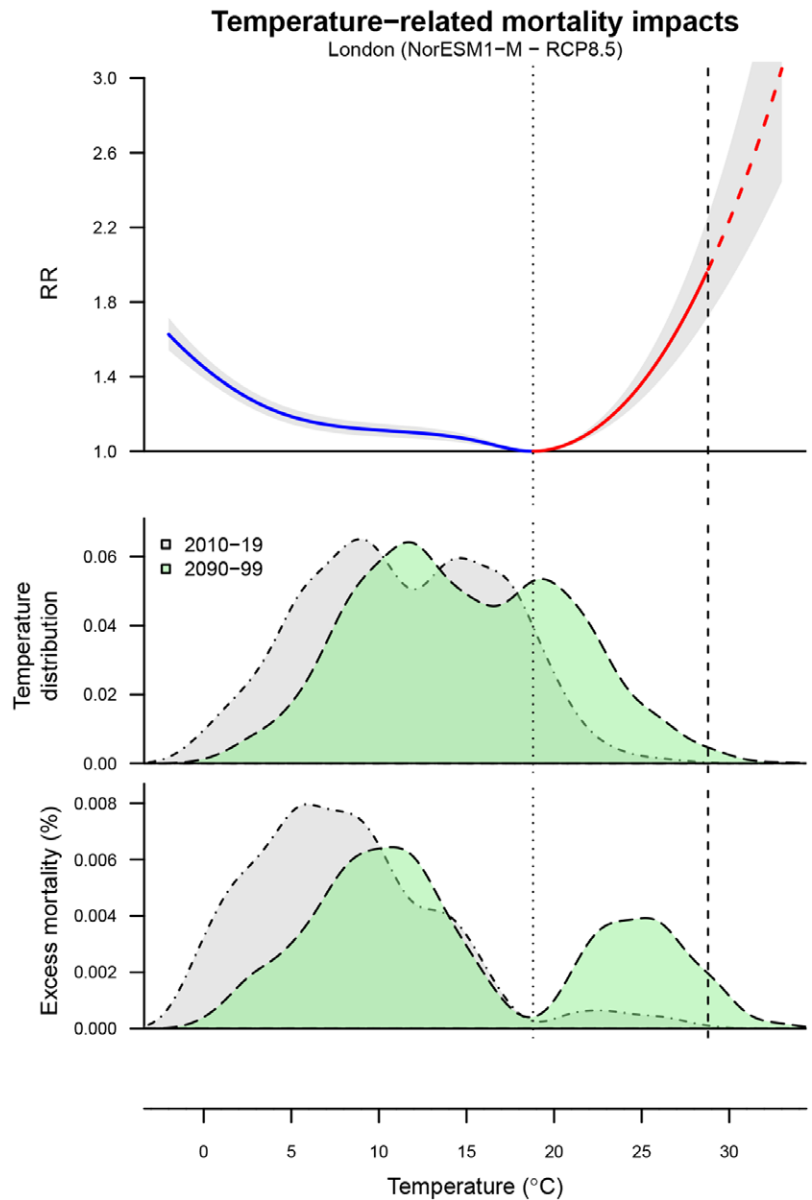 Temperature−related mortality impacts
London (NorESM1−M − RCP8.5)
3.0
2.6
2.2
1.8
1.4
1.0
RR
2010−19
2090−99
0.06
0.04
0.02
0.00
Temperature
distribution
0.008
0.006
0.004
0.002
0.000
Excess mortality (%)
0 5 10 15 20 25 30
Temperature (°C)